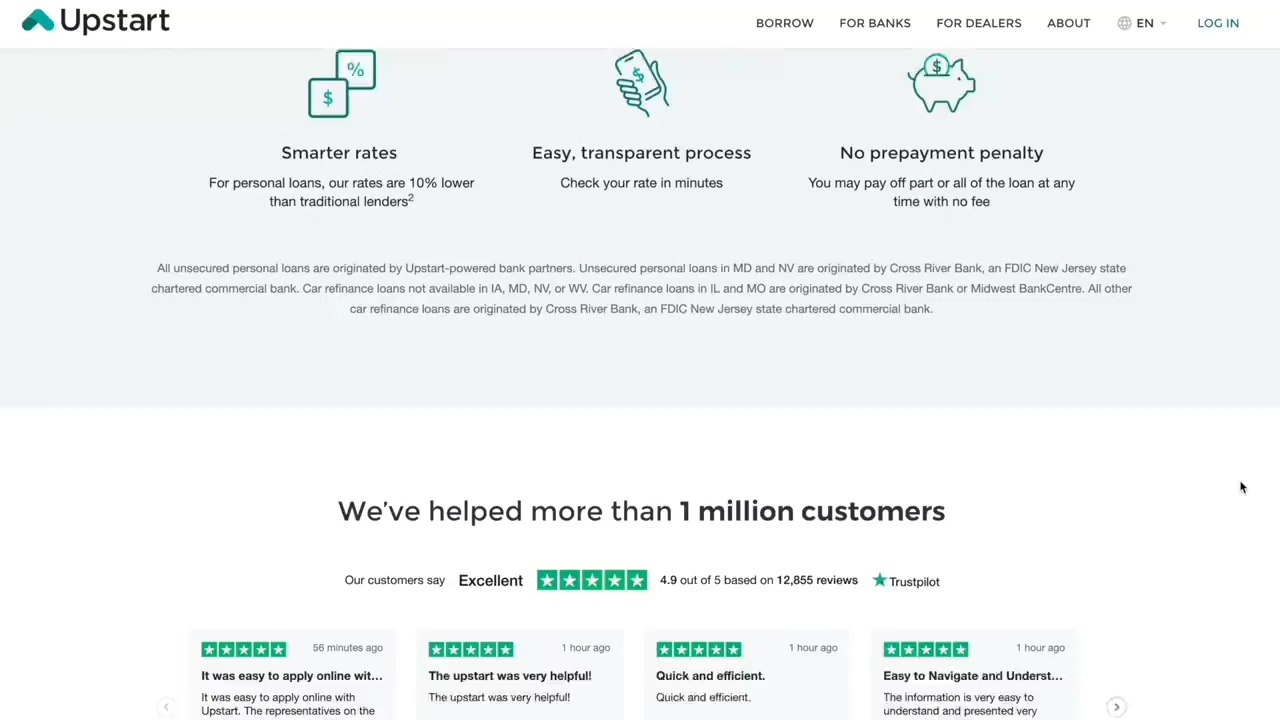 Upstart
BORROW FOR BANKS FOR DEALERS ABOUT EN LOG IN
% $ $ $
Smarter rates
For personal loans, our rates are 10% lower
than traditional lenders2
Easy, transparent process
Check your rate in minutes
No prepayment penalty
You may pay off part or all of the loan at any
time with no fee
All unsecured personal loans are originated by Upstart-powered bank partners. Unsecured personal loans in MD and NV are originated by Cross River Bank, an FDIC New Jersey state
chartered commercial bank. Car refinance loans not available in IA, MD, NV, or WV. Car refinance loans in IL and MO are originated by Cross River Bank or Midwest BankCentre. All other
car refinance loans are originated by Cross River Bank, an FDIC New Jersey state chartered commercial bank.
We've helped more than 1 million customers
Our customers say Excellent 4.9 out of 5 based on 12,855 reviews Trustpilot
56 minutes ago
It was easy to apply online wit...
It was easy to apply online with
Upstart. The representatives on the
1 hour ago
The upstart was very helpful!
The upstart was very helpful!
1 hour ago
Quick and efficient.
Quick and efficient.
1 hour ago
Easy to Navigate and Underst...
The information is very easy to
understand and presented very